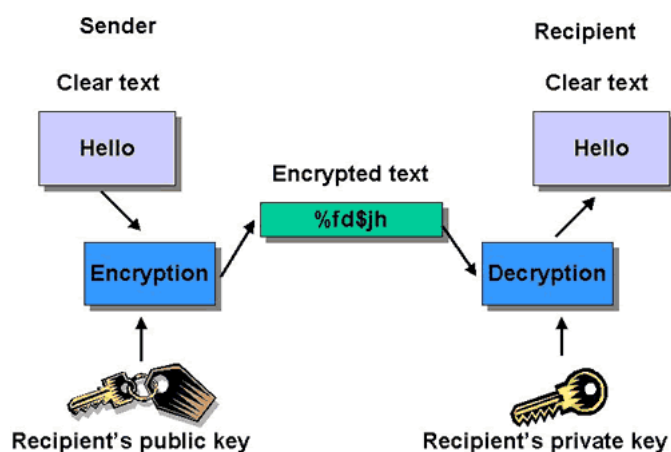 Sender
Recipient
Clear text
Clear text
Hello
Hello
Encrypted text
%fd$jh
Encryption
Decryption
Recipient's public key
Recipient's private key